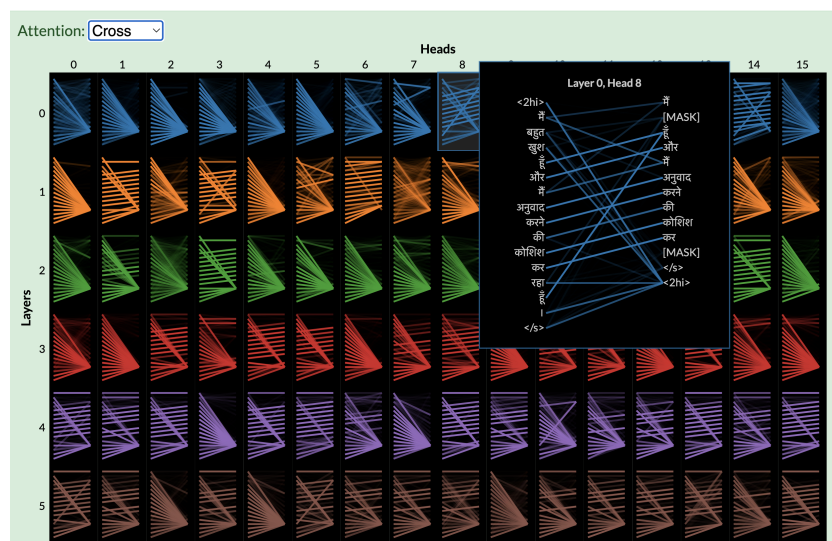 Attention: Cross
Heads
0 1 2 3 4 5 6 7 8 14 15
Layers
0
1
2
3
4
5
Layer 0, Head 8
<2hi> मैं
मैं [MASK]
बहुत हूँ
खुश और
हूँ मैं
और अनुवाद
मैं करने
अनुवाद की
करने कोशिश
की कर
कोशिश [MASK]
कर </s>
रहा <2hi>
हूँ
।
</s>